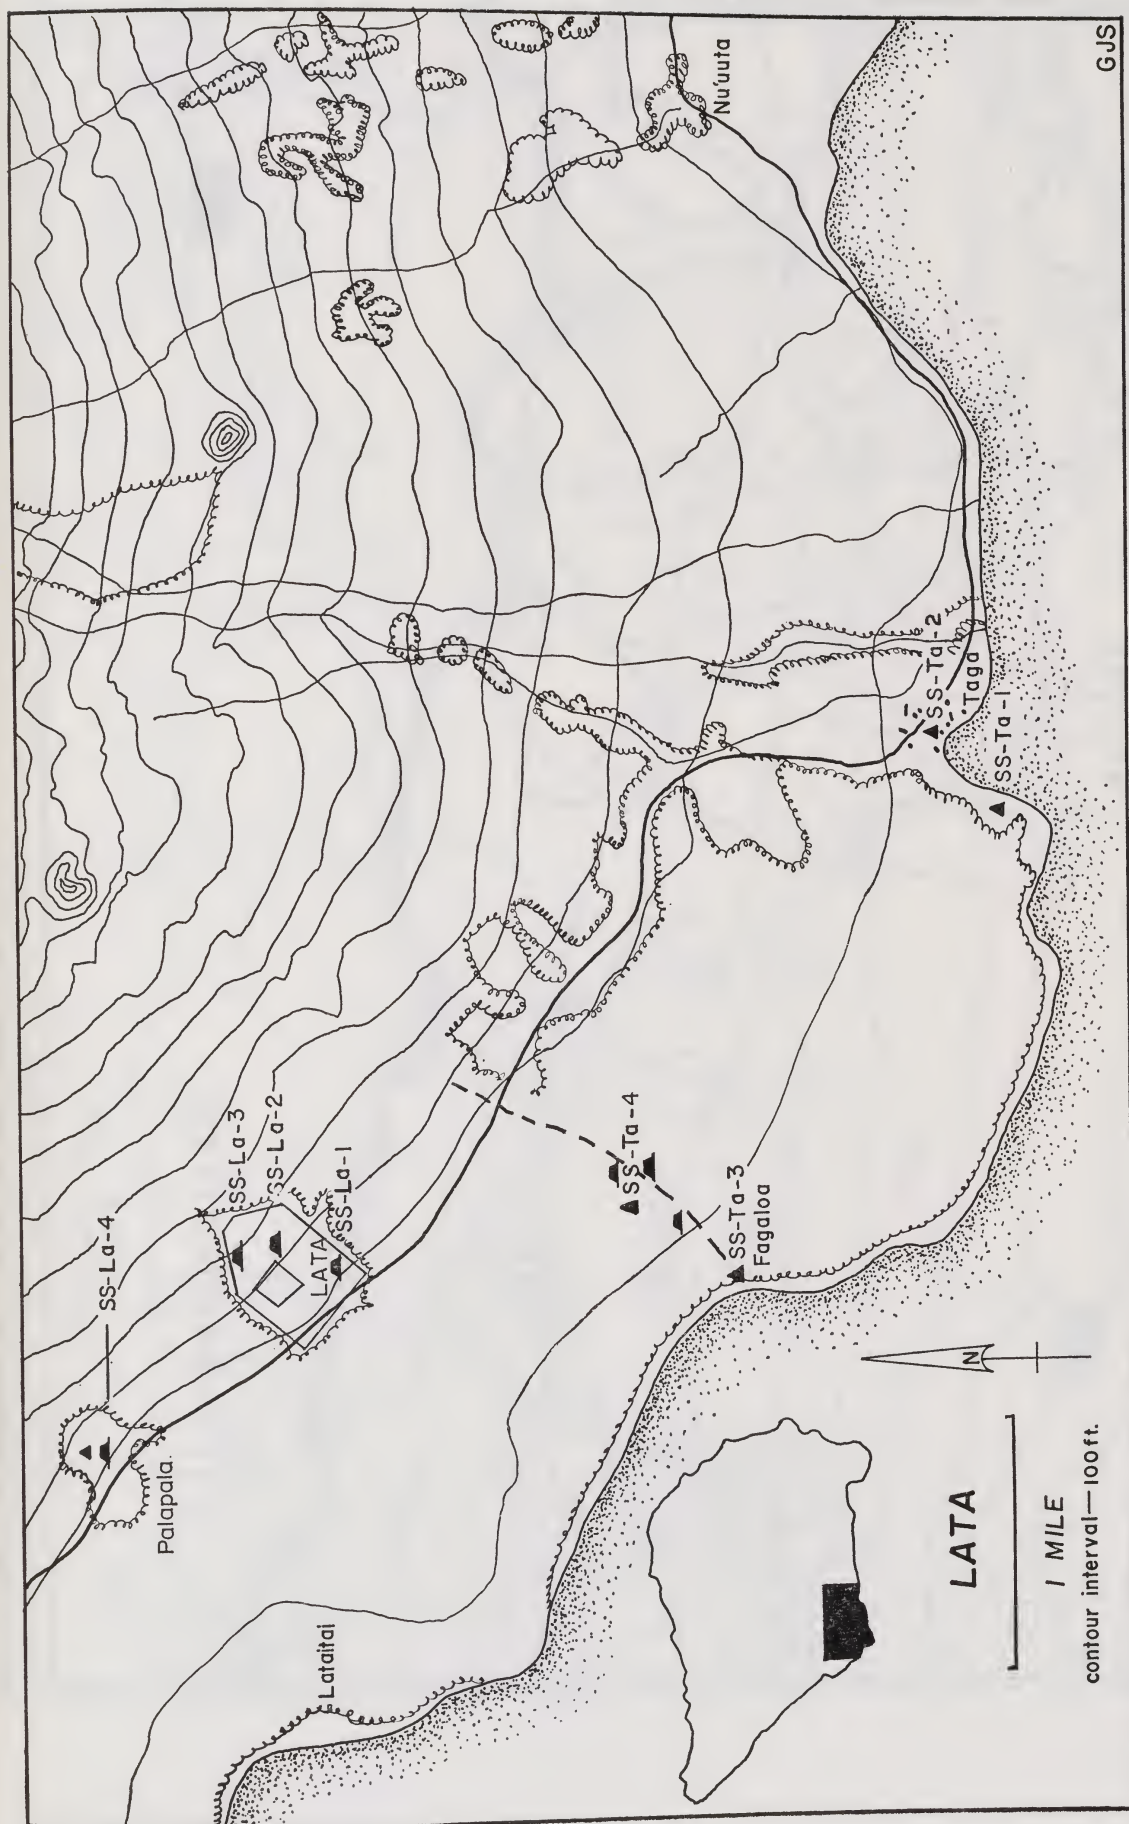 SS-La-4
Palapala.
SS-La-3
SS-La-2
LATA
SS-La-1
Lataitai
SS-Ta-4
SS-Ta-3
Fagaloa
SS-Ta-2
Taga
SS-Ta-1
Nu'uuta
N
LATA
1 MILE
contour interval—100 ft.
GJS